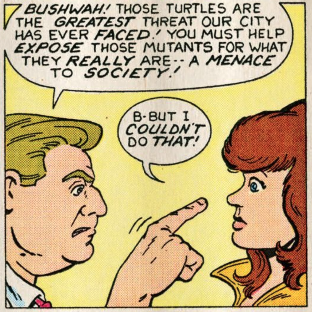 BUSHWAH! THOSE TURTLES ARE
THE GREATEST THREAT OUR CITY
HAS EVER FACED! YOU MUST HELP
EXPOSE THOSE MUTANTS FOR WHAT
THEY REALLY ARE-- A MENACE
TO SOCIETY!
B-BUT I
COULDN'T
DO THAT!